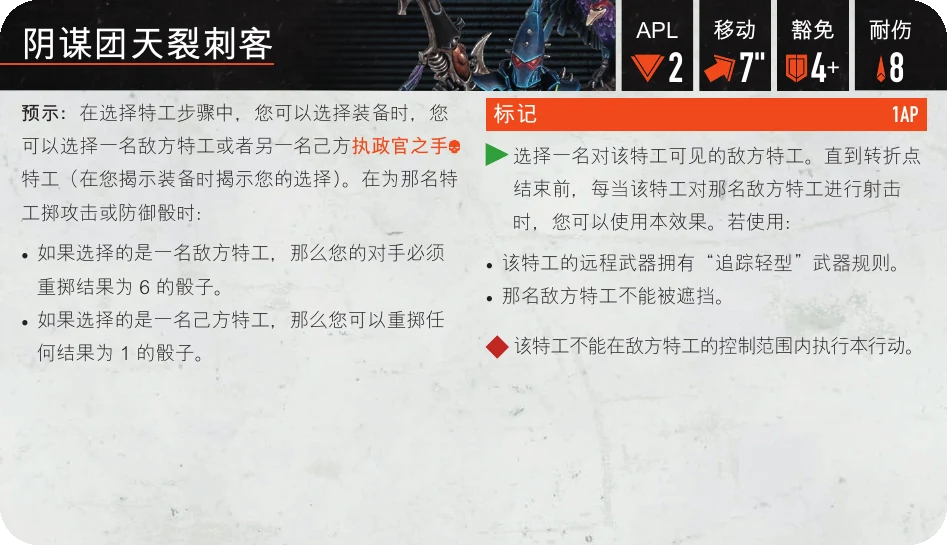 阴谋团天裂刺客
APL 移动 豁免 耐伤
2 7" 4+ 8
预示：在选择特工步骤中，您可以选择装备时，您
可以选择一名敌方特工或者另一名己方执政官之手
特工（在您揭示装备时揭示您的选择）。在为那名特
工掷攻击或防御骰时:
• 如果选择的是一名敌方特工，那么您的对手必须
重掷结果为 6 的骰子。
• 如果选择的是一名己方特工，那么您可以重掷任
何结果为 1 的骰子。
标记 1AP
选择一名对该特工可见的敌方特工。直到转折点
结束前，每当该特工对那名敌方特工进行射击
时，您可以使用本效果。若使用:
• 该特工的远程武器拥有“追踪轻型”武器规则。
• 那名敌方特工不能被遮挡。
该特工不能在敌方特工的控制范围内执行本行动。